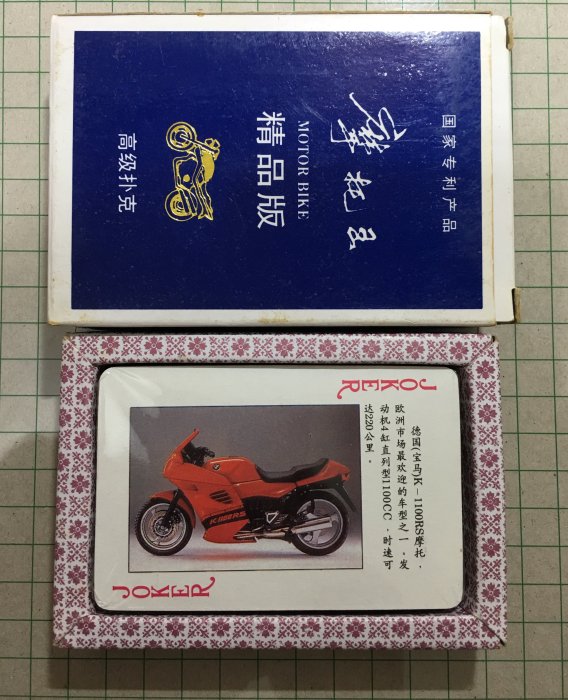 国家专利产品
摩托
MOTOR BIKE
精品版
高级扑克
JOKER
德国(宝马)K－1100RS摩托，
欧洲市场最欢迎的车型之一，发
动机4缸直列型1100CC，时速可
达220公里。
K1100RS
JOKER